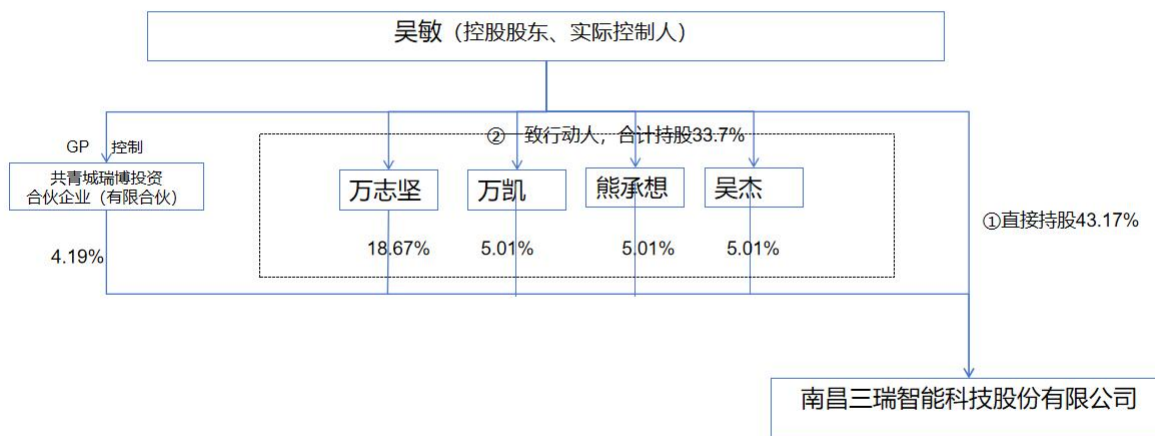 吴敏（控股股东、实际控制人）
② 一致行动人，合计持股33.7%
GP 控制
共青城瑞博投资
合伙企业（有限合伙）
万志坚
万凯
熊承想
吴杰
①直接持股43.17%
4.19%
18.67%
5.01%
5.01%
5.01%
南昌三瑞智能科技股份有限公司